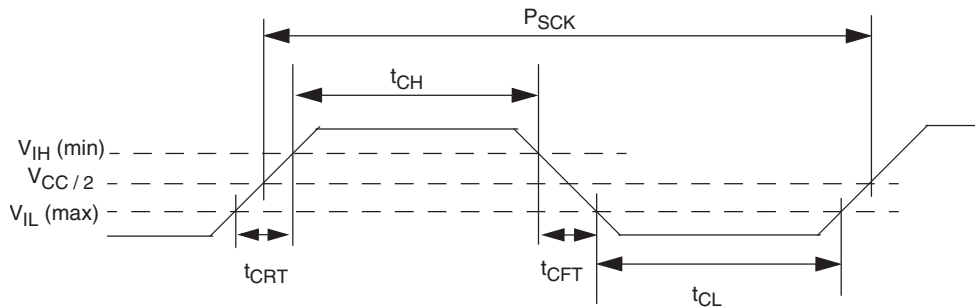 PSCK
tCH
VIH (min)
VCC / 2
VIL (max)
tCRT
tCFT
tCL